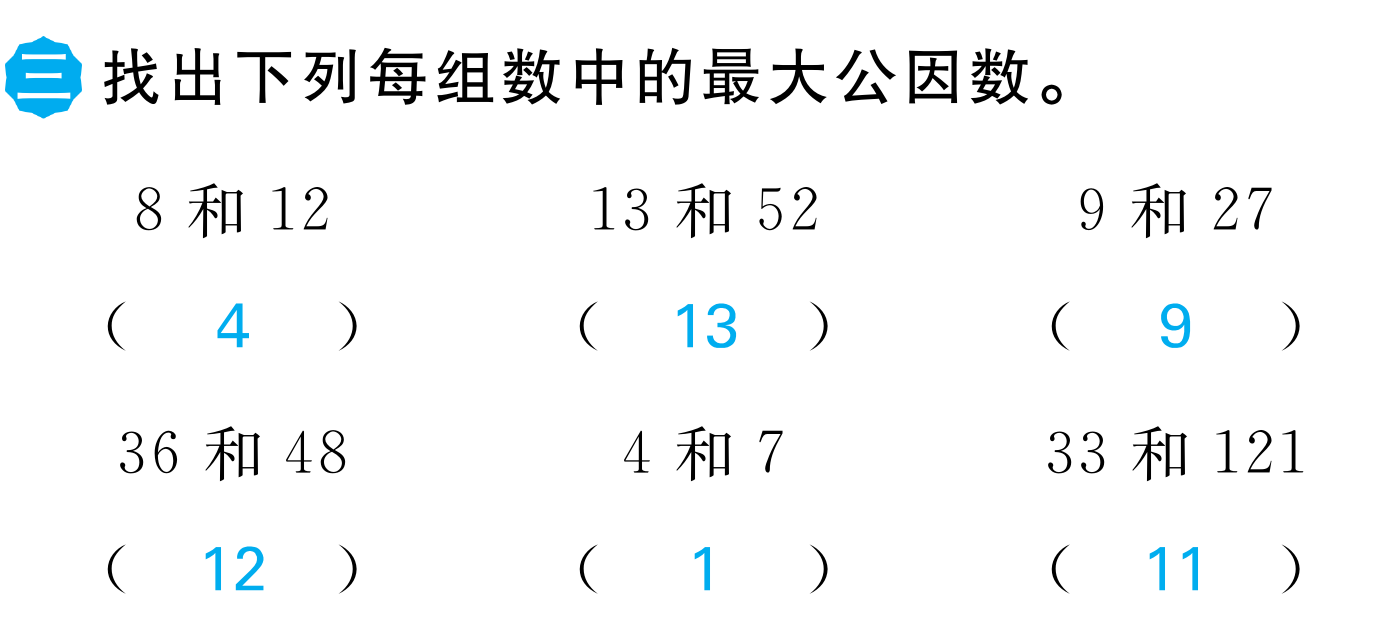 三 找出下列每组数中的最大公因数。
8 和 12 13 和 52 9 和 27
( 4 ) ( 13 ) ( 9 )
36 和 48 4 和 7 33 和 121
( 12 ) ( 1 ) ( 11 )